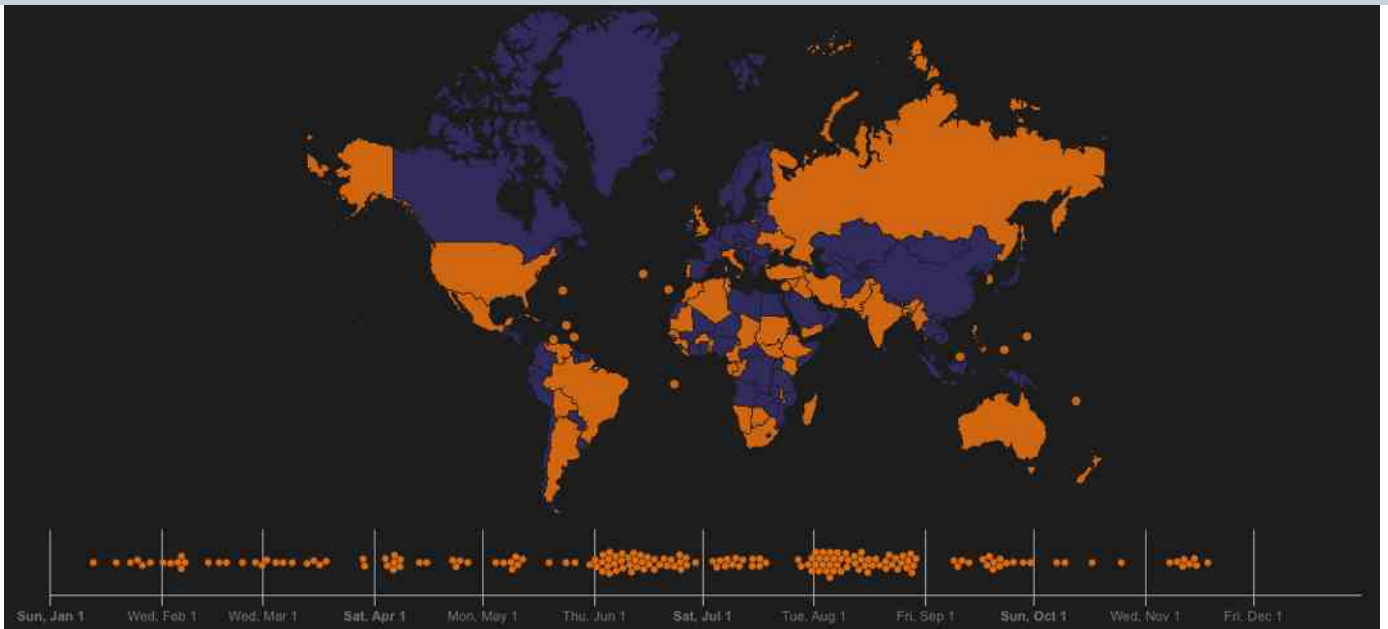 Sun, Jan 1 Wed, Feb 1 Wed, Mar 1 Sat, Apr 1 Mon, May 1 Thu, Jun 1 Sat, Jul 1 Tue, Aug 1 Fri, Sep 1 Sun, Oct 1 Wed, Nov 1 Fri, Dec 1